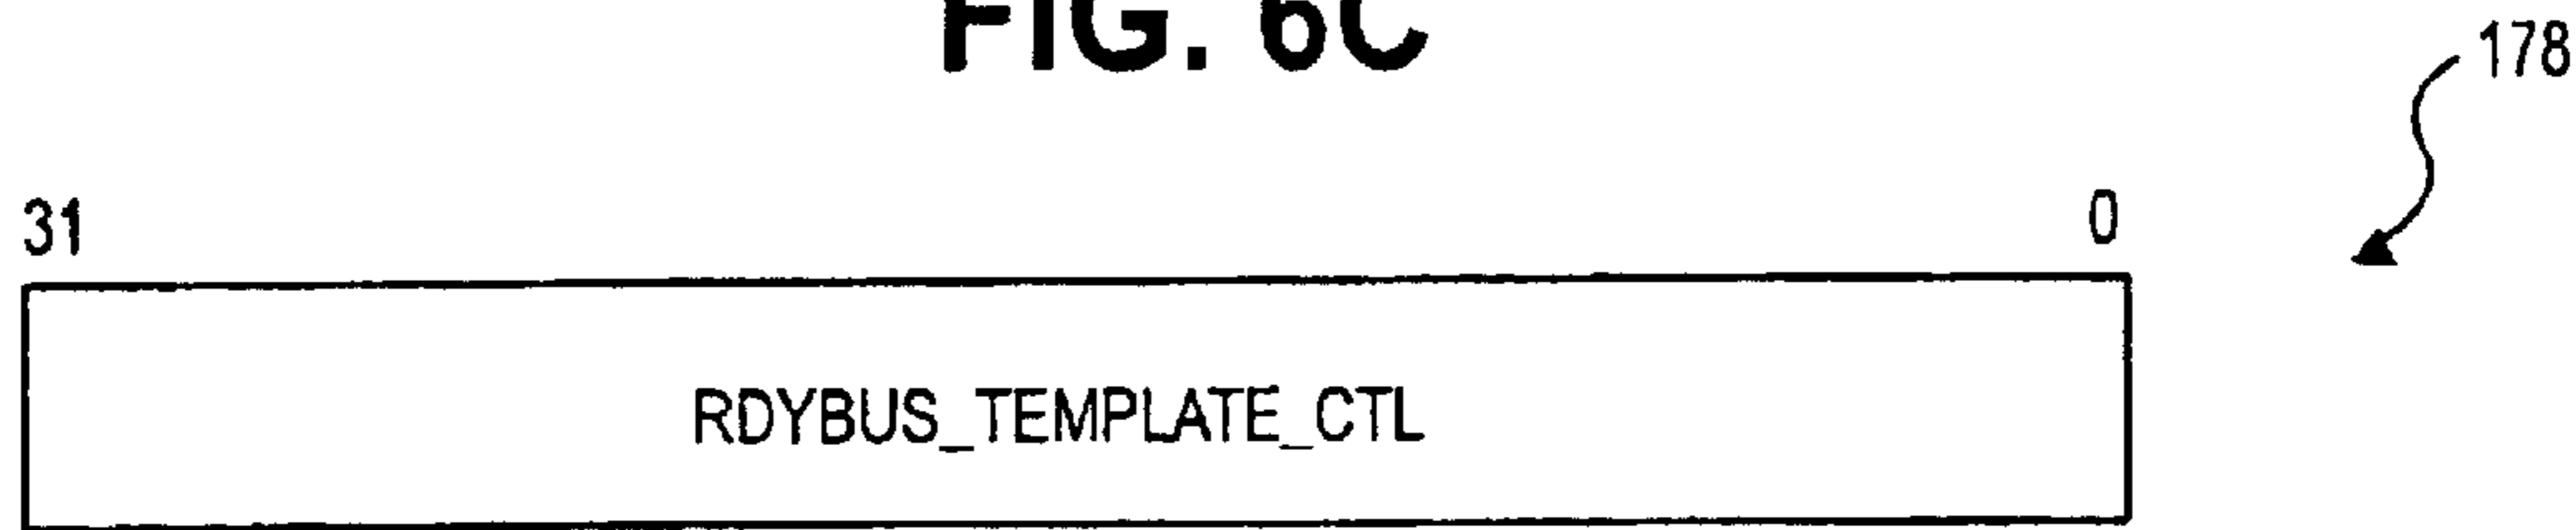 FIG. 6C
178
31 0
RDYBUS_TEMPLATE_CTL